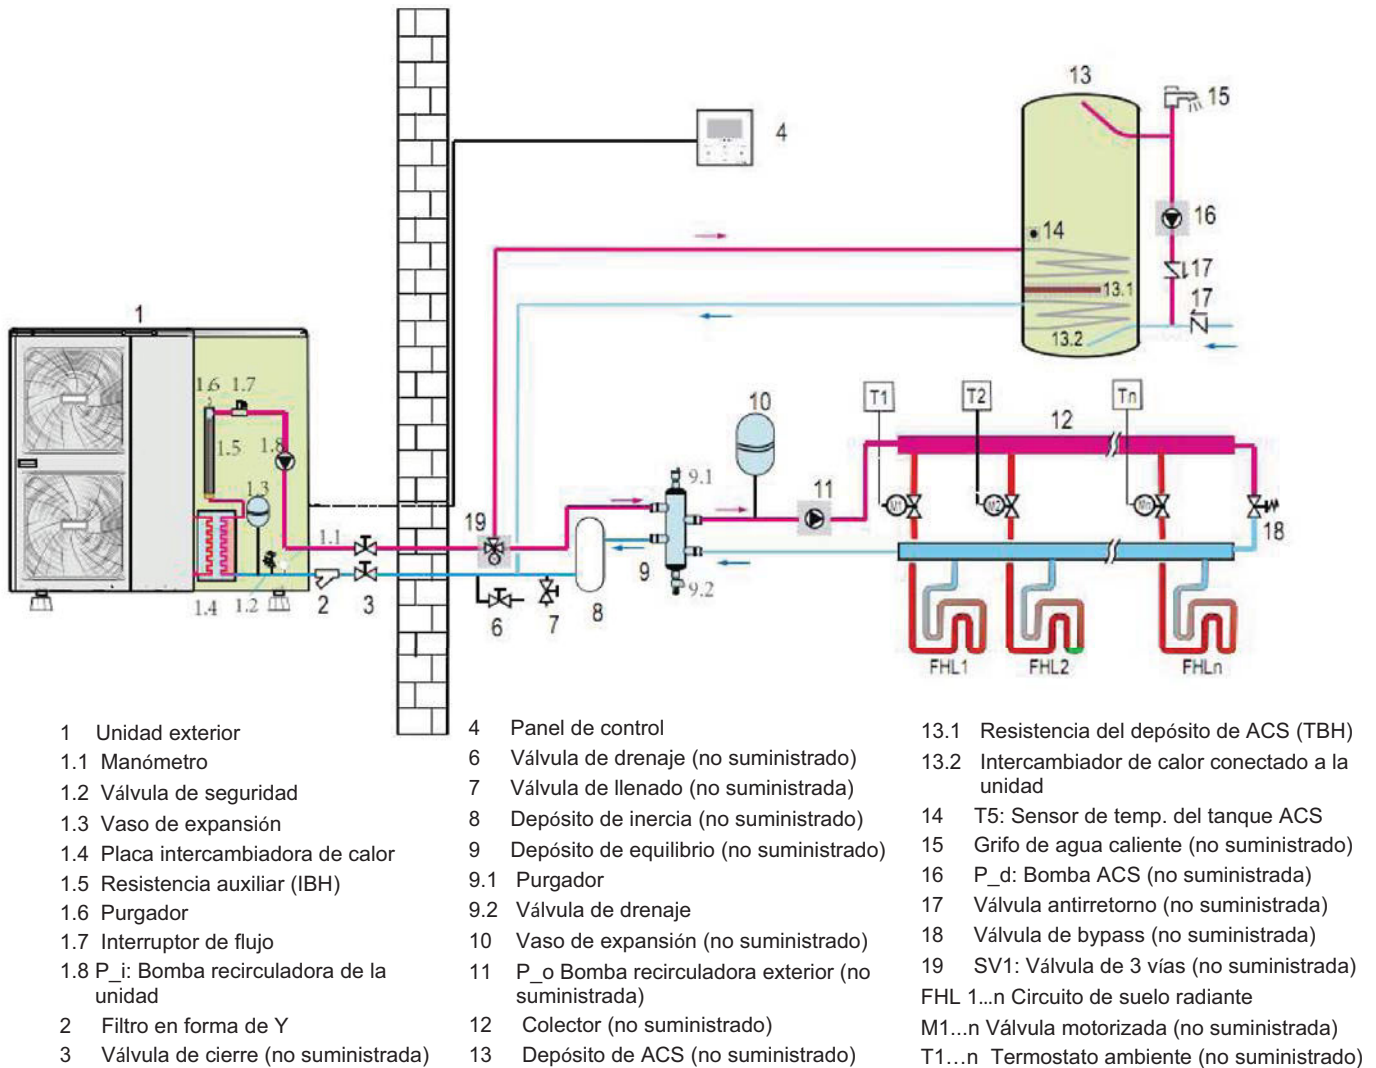 13
15
4
16
14
17
13.1
17
13.2
1
1.6
1.7
1.5
1.8
1.3
1.1
1.4
1.2
2
3
19
6
7
8
9
9.1
9.2
10
11
T1
T2
Tn
12
M1
M2
Mn
18
FHL1
FHL2
FHLn
1 Unidad exterior
1.1 Manómetro
1.2 Válvula de seguridad
1.3 Vaso de expansión
1.4 Placa intercambiadora de calor
1.5 Resistencia auxiliar (IBH)
1.6 Purgador
1.7 Interruptor de flujo
1.8 P_i: Bomba recirculadora de la
unidad
2 Filtro en forma de Y
3 Válvula de cierre (no suministrada)
4 Panel de control
6 Válvula de drenaje (no suministrado)
7 Válvula de llenado (no suministrada)
8 Depósito de inercia (no suministrado)
9 Depósito de equilibrio (no suministrado)
9.1 Purgador
9.2 Válvula de drenaje
10 Vaso de expansión (no suministrado)
11 P_o Bomba recirculadora exterior (no
suministrada)
12 Colector (no suministrado)
13 Depósito de ACS (no suministrado)
13.1 Resistencia del depósito de ACS (TBH)
13.2 Intercambiador de calor conectado a la
unidad
14 T5: Sensor de temp. del tanque ACS
15 Grifo de agua caliente (no suministrado)
16 P_d: Bomba ACS (no suministrada)
17 Válvula antirretorno (no suministrada)
18 Válvula de bypass (no suministrada)
19 SV1: Válvula de 3 vías (no suministrada)
FHL 1...n Circuito de suelo radiante
M1...n Válvula motorizada (no suministrada)
T1...n Termostato ambiente (no suministrado)